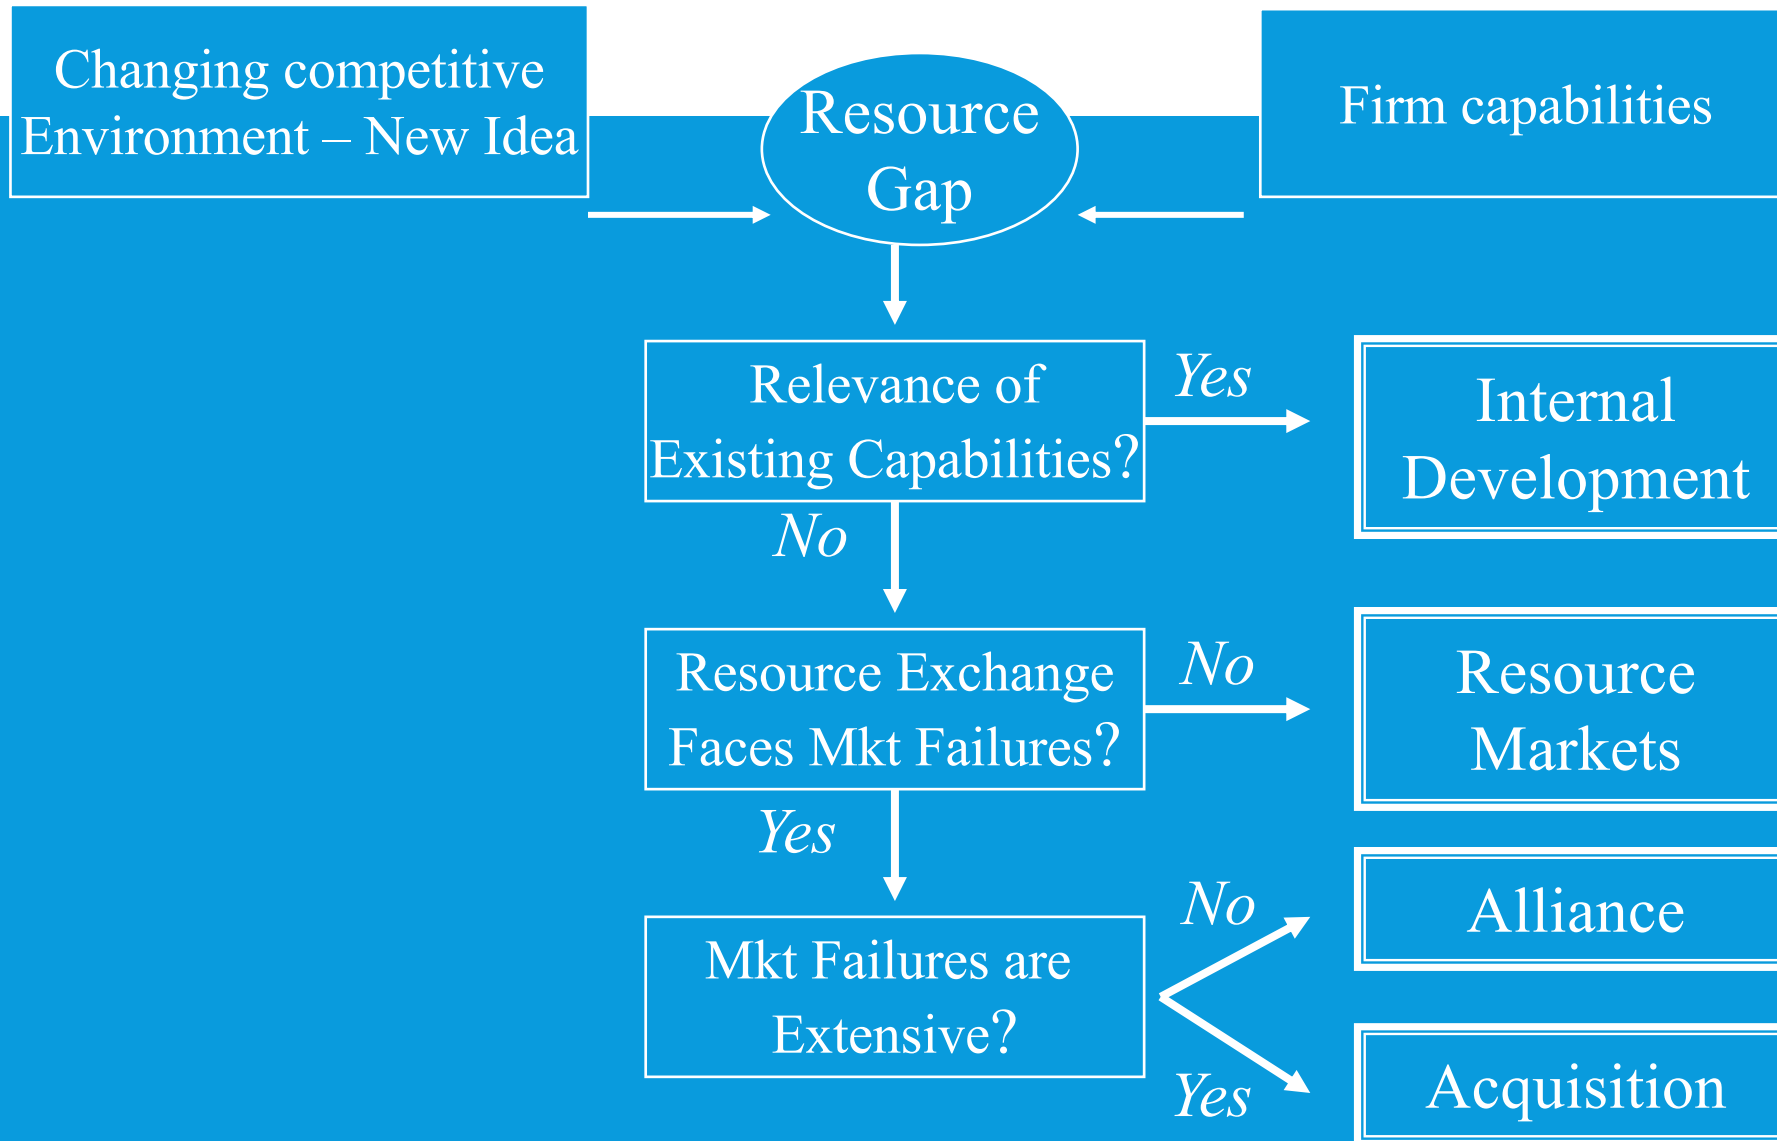 Changing competitive
Environment – New Idea
Resource
Gap
Firm capabilities
Relevance of
Existing Capabilities?
Yes
Internal
Development
No
Resource Exchange
Faces Mkt Failures?
No
Resource
Markets
Yes
Mkt Failures are
Extensive?
No
Alliance
Yes
Acquisition